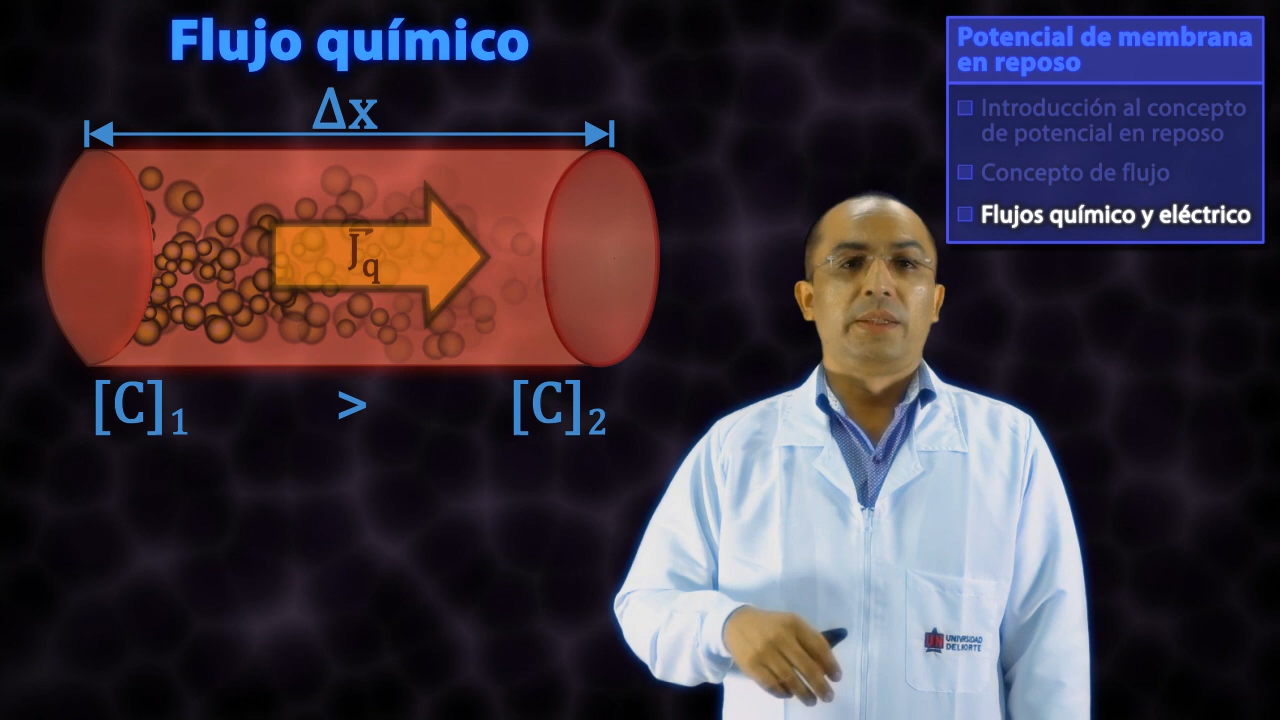 Flujo químico
Δx
J⃗q
[C]₁ > [C]₂
Potencial de membrana
en reposo
Introducción al concepto
de potencial en reposo
Concepto de flujo
Flujos químico y eléctrico
UNIVERSIDAD
DEL NORTE